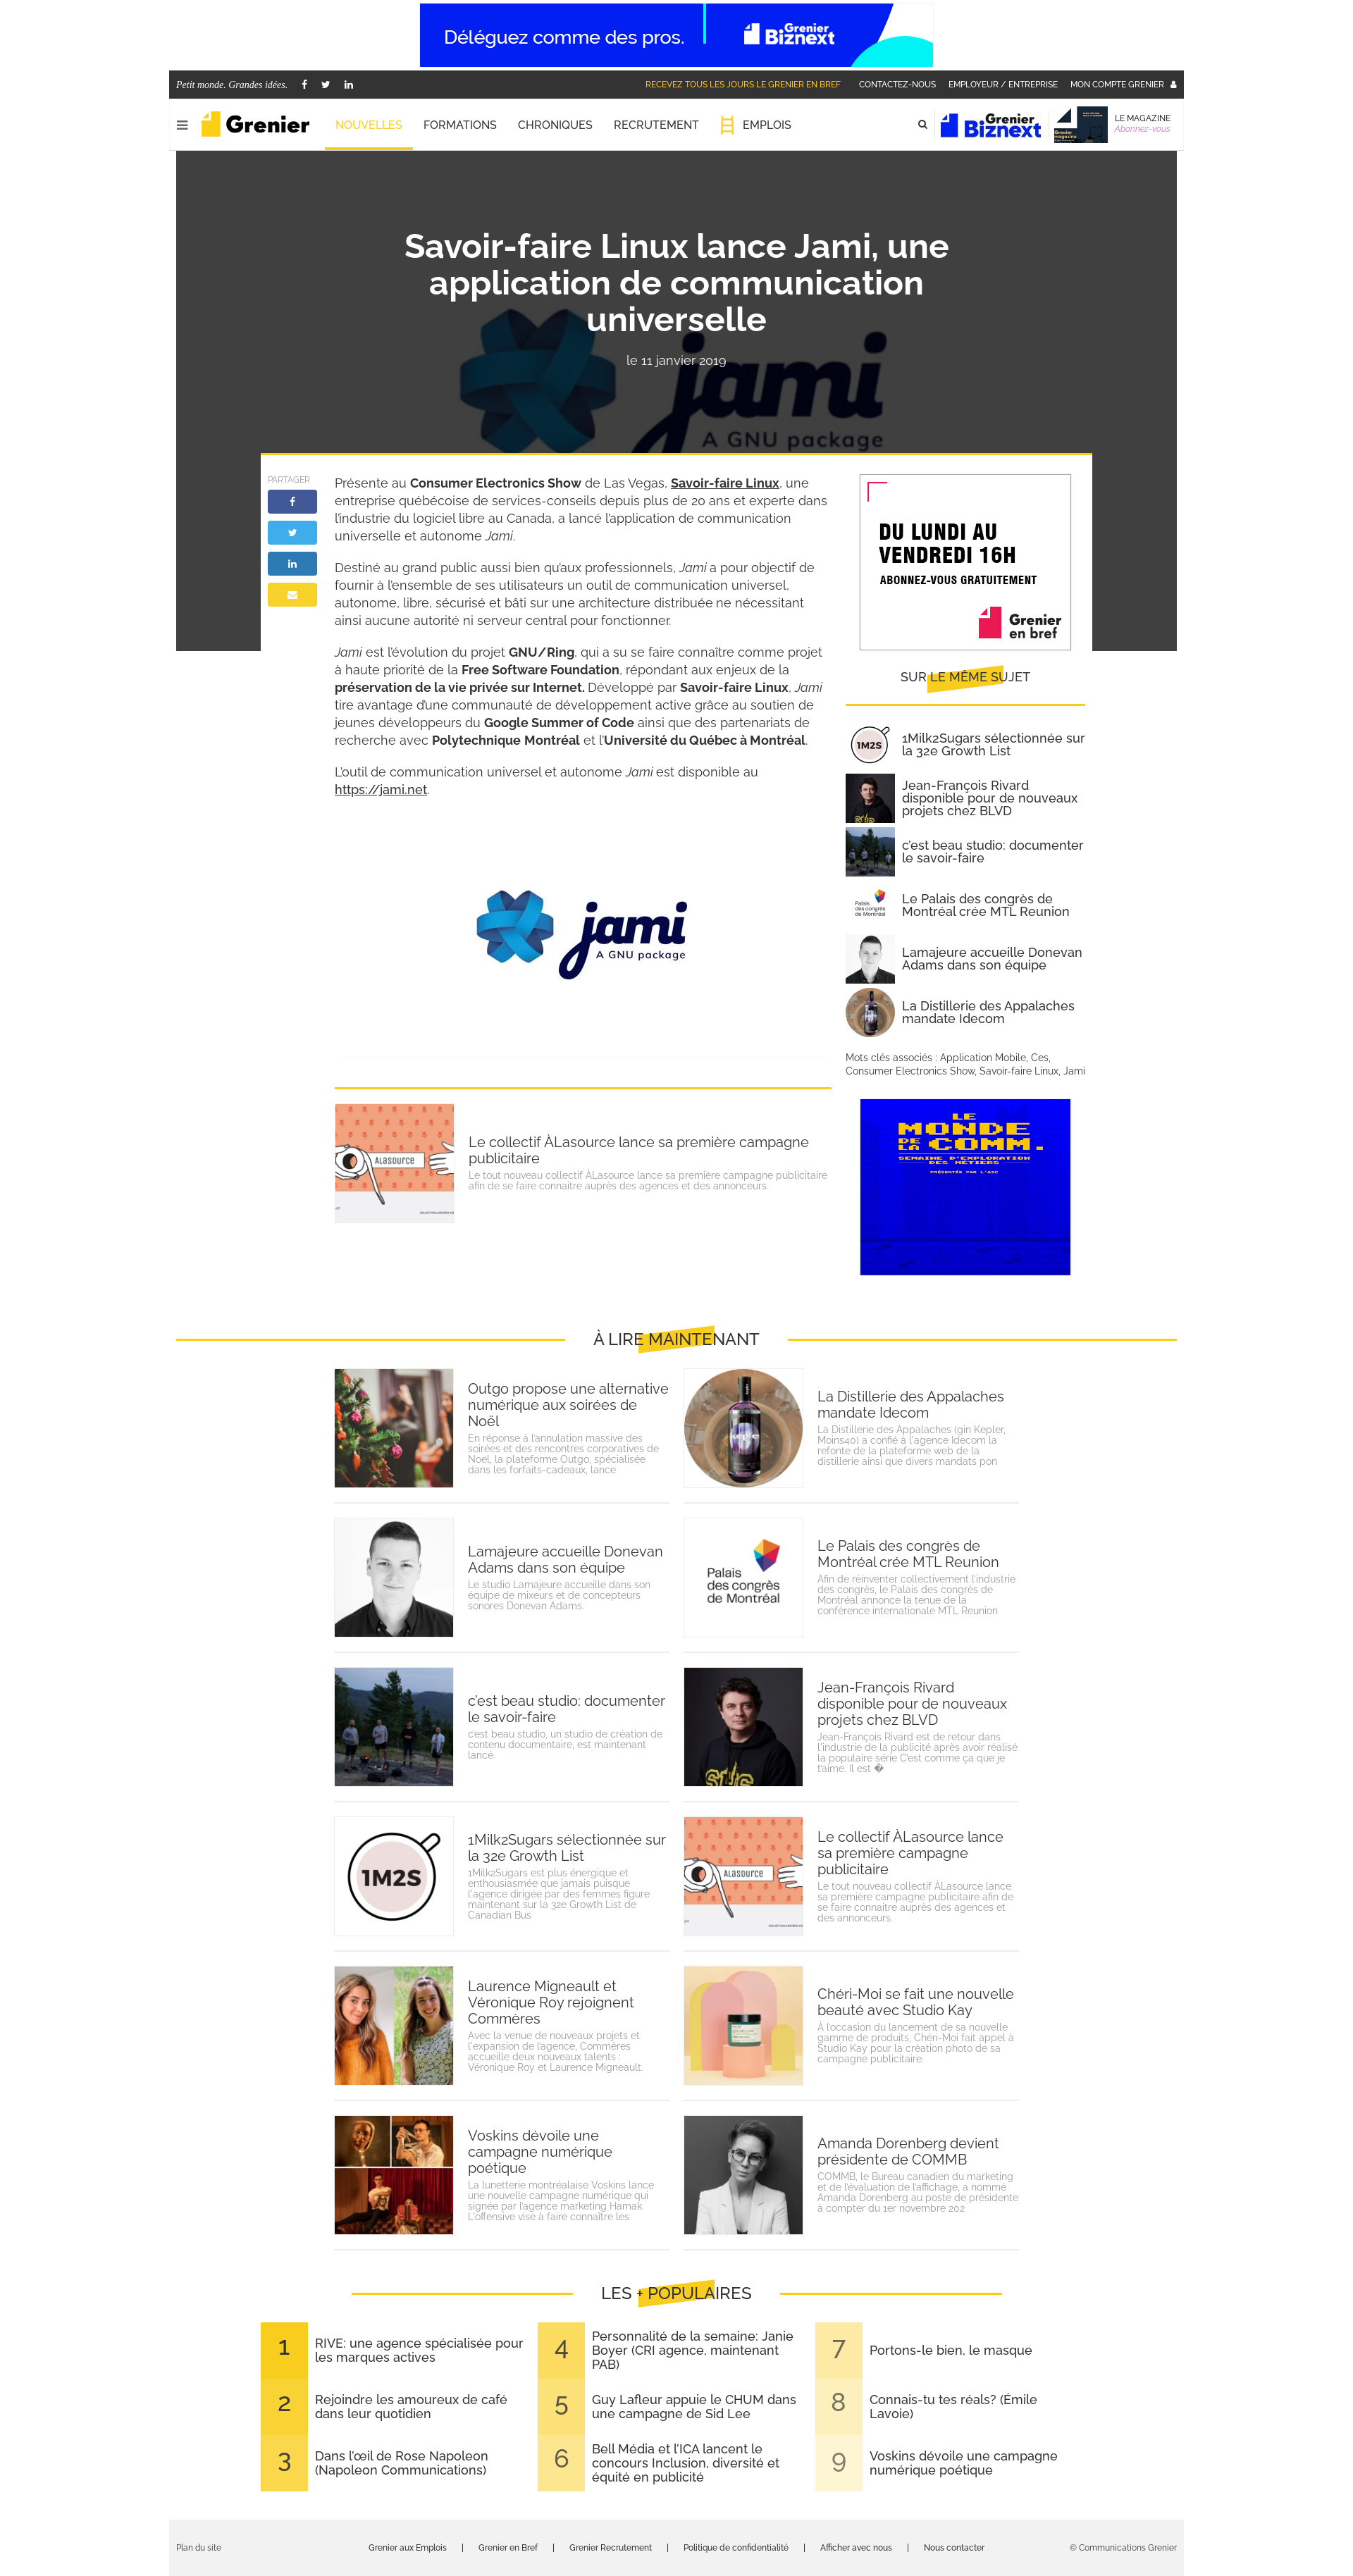 Déléguez comme des pros.
Grenier
Biznext
Petit monde. Grandes idées.
RECEVEZ TOUS LES JOURS LE GRENIER EN BREF
CONTACTEZ-NOUS
EMPLOYEUR / ENTREPRISE
MON COMPTE GRENIER
Grenier
NOUVELLES
FORMATIONS
CHRONIQUES
RECRUTEMENT
EMPLOIS
Grenier
Biznext
LE MAGAZINE
Abonnez-vous
Savoir-faire Linux lance Jami, une
application de communication
universelle
le 11 janvier 2019
jami
A GNU package
PARTAGER
Présente au Consumer Electronics Show de Las Vegas, Savoir-faire Linux, une
entreprise québécoise de services-conseils depuis plus de 20 ans et experte dans
l'industrie du logiciel libre au Canada, a lancé l'application de communication
universelle et autonome Jami.
Destiné au grand public aussi bien qu'aux professionnels, Jami a pour objectif de
fournir à l'ensemble de ses utilisateurs un outil de communication universel,
autonome, libre, sécurisé et bâti sur une architecture distribuée ne nécessitant
ainsi aucune autorité ni serveur central pour fonctionner.
Jami est l'évolution du projet GNU/Ring, qui a su se faire connaître comme projet
à haute priorité de la Free Software Foundation, répondant aux enjeux de la
préservation de la vie privée sur Internet. Développé par Savoir-faire Linux, Jami
tire avantage d'une communauté de développement active grâce au soutien de
jeunes développeurs du Google Summer of Code ainsi que des partenariats de
recherche avec Polytechnique Montréal et l'Université du Québec à Montréal.
L'outil de communication universel et autonome Jami est disponible au
https://jami.net.
jami
A GNU package
DU LUNDI AU
VENDREDI 16H
ABONNEZ-VOUS GRATUITEMENT
Grenier
en bref
SUR LE MÊME SUJET
1M2S
1Milk2Sugars sélectionnée sur
la 32e Growth List
Jean-François Rivard
disponible pour de nouveaux
projets chez BLVD
c'est beau studio: documenter
le savoir-faire
Palais
des congrès
de Montréal
Le Palais des congrès de
Montréal crée MTL Reunion
Lamajeure accueille Donevan
Adams dans son équipe
La Distillerie des Appalaches
mandate Idecom
Mots clés associés : Application Mobile, Ces,
Consumer Electronics Show, Savoir-faire Linux, Jami
LE
MONDE
DE LA COMM.
SEMAINE D'EXPLORATION
DES MÉTIERS
PRÉSENTÉE PAR L'A2C
ALASOURCE
Le collectif ÀLasource lance sa première campagne
publicitaire
Le tout nouveau collectif ÀLasource lance sa première campagne publicitaire
afin de se faire connaitre auprès des agences et des annonceurs.
À LIRE MAINTENANT
Outgo propose une alternative
numérique aux soirées de
Noël
En réponse à l'annulation massive des
soirées et des rencontres corporatives de
Noël, la plateforme Outgo, spécialisée
dans les forfaits-cadeaux, lance
La Distillerie des Appalaches
mandate Idecom
La Distillerie des Appalaches (gin Kepler,
Moins40) a confié à l'agence Idecom la
refonte de la plateforme web de la
distillerie ainsi que divers mandats pon
Lamajeure accueille Donevan
Adams dans son équipe
Le studio Lamajeure accueille dans son
équipe de mixeurs et de concepteurs
sonores Donevan Adams.
Palais
des congrès
de Montréal
Le Palais des congrès de
Montréal crée MTL Reunion
Afin de réinventer collectivement l'industrie
des congrès, le Palais des congrès de
Montréal annonce la tenue de la
conférence internationale MTL Reunion
c'est beau studio: documenter
le savoir-faire
c'est beau studio, un studio de création de
contenu documentaire, est maintenant
lancé.
Jean-François Rivard
disponible pour de nouveaux
projets chez BLVD
Jean-François Rivard est de retour dans
l'industrie de la publicité après avoir réalisé
la populaire série C'est comme ça que je
t'aime. Il est �
1M2S
1Milk2Sugars sélectionnée sur
la 32e Growth List
1Milk2Sugars est plus énergique et
enthousiasmée que jamais puisque
l'agence dirigée par des femmes figure
maintenant sur la 32e Growth List de
Canadian Bus
ALASOURCE
Le collectif ÀLasource lance
sa première campagne
publicitaire
Le tout nouveau collectif ÀLasource lance
sa première campagne publicitaire afin de
se faire connaitre auprès des agences et
des annonceurs.
Laurence Migneault et
Véronique Roy rejoignent
Commères
Avec la venue de nouveaux projets et
l'expansion de l'agence, Commères
accueille deux nouveaux talents :
Véronique Roy et Laurence Migneault.
Chéri-Moi se fait une nouvelle
beauté avec Studio Kay
À l'occasion du lancement de sa nouvelle
gamme de produits, Chéri-Moi fait appel à
Studio Kay pour la création photo de sa
campagne publicitaire.
Voskins dévoile une
campagne numérique
poétique
La lunetterie montréalaise Voskins lance
une nouvelle campagne numérique qui
signée par l'agence marketing Hamak.
L'offensive vise à faire connaître les
Amanda Dorenberg devient
présidente de COMMB
COMMB, le Bureau canadien du marketing
et de l'évaluation de l'affichage, a nommé
Amanda Dorenberg au poste de présidente
à compter du 1er novembre 202
LES + POPULAIRES
1
RIVE: une agence spécialisée pour
les marques actives
2
Rejoindre les amoureux de café
dans leur quotidien
3
Dans l'œil de Rose Napoleon
(Napoleon Communications)
4
Personnalité de la semaine: Janie
Boyer (CRI agence, maintenant
PAB)
5
Guy Lafleur appuie le CHUM dans
une campagne de Sid Lee
6
Bell Média et l'ICA lancent le
concours Inclusion, diversité et
équité en publicité
7
Portons-le bien, le masque
8
Connais-tu tes réals? (Émile
Lavoie)
9
Voskins dévoile une campagne
numérique poétique
Plan du site
Grenier aux Emplois | Grenier en Bref | Grenier Recrutement | Politique de confidentialité | Afficher avec nous | Nous contacter
© Communications Grenier